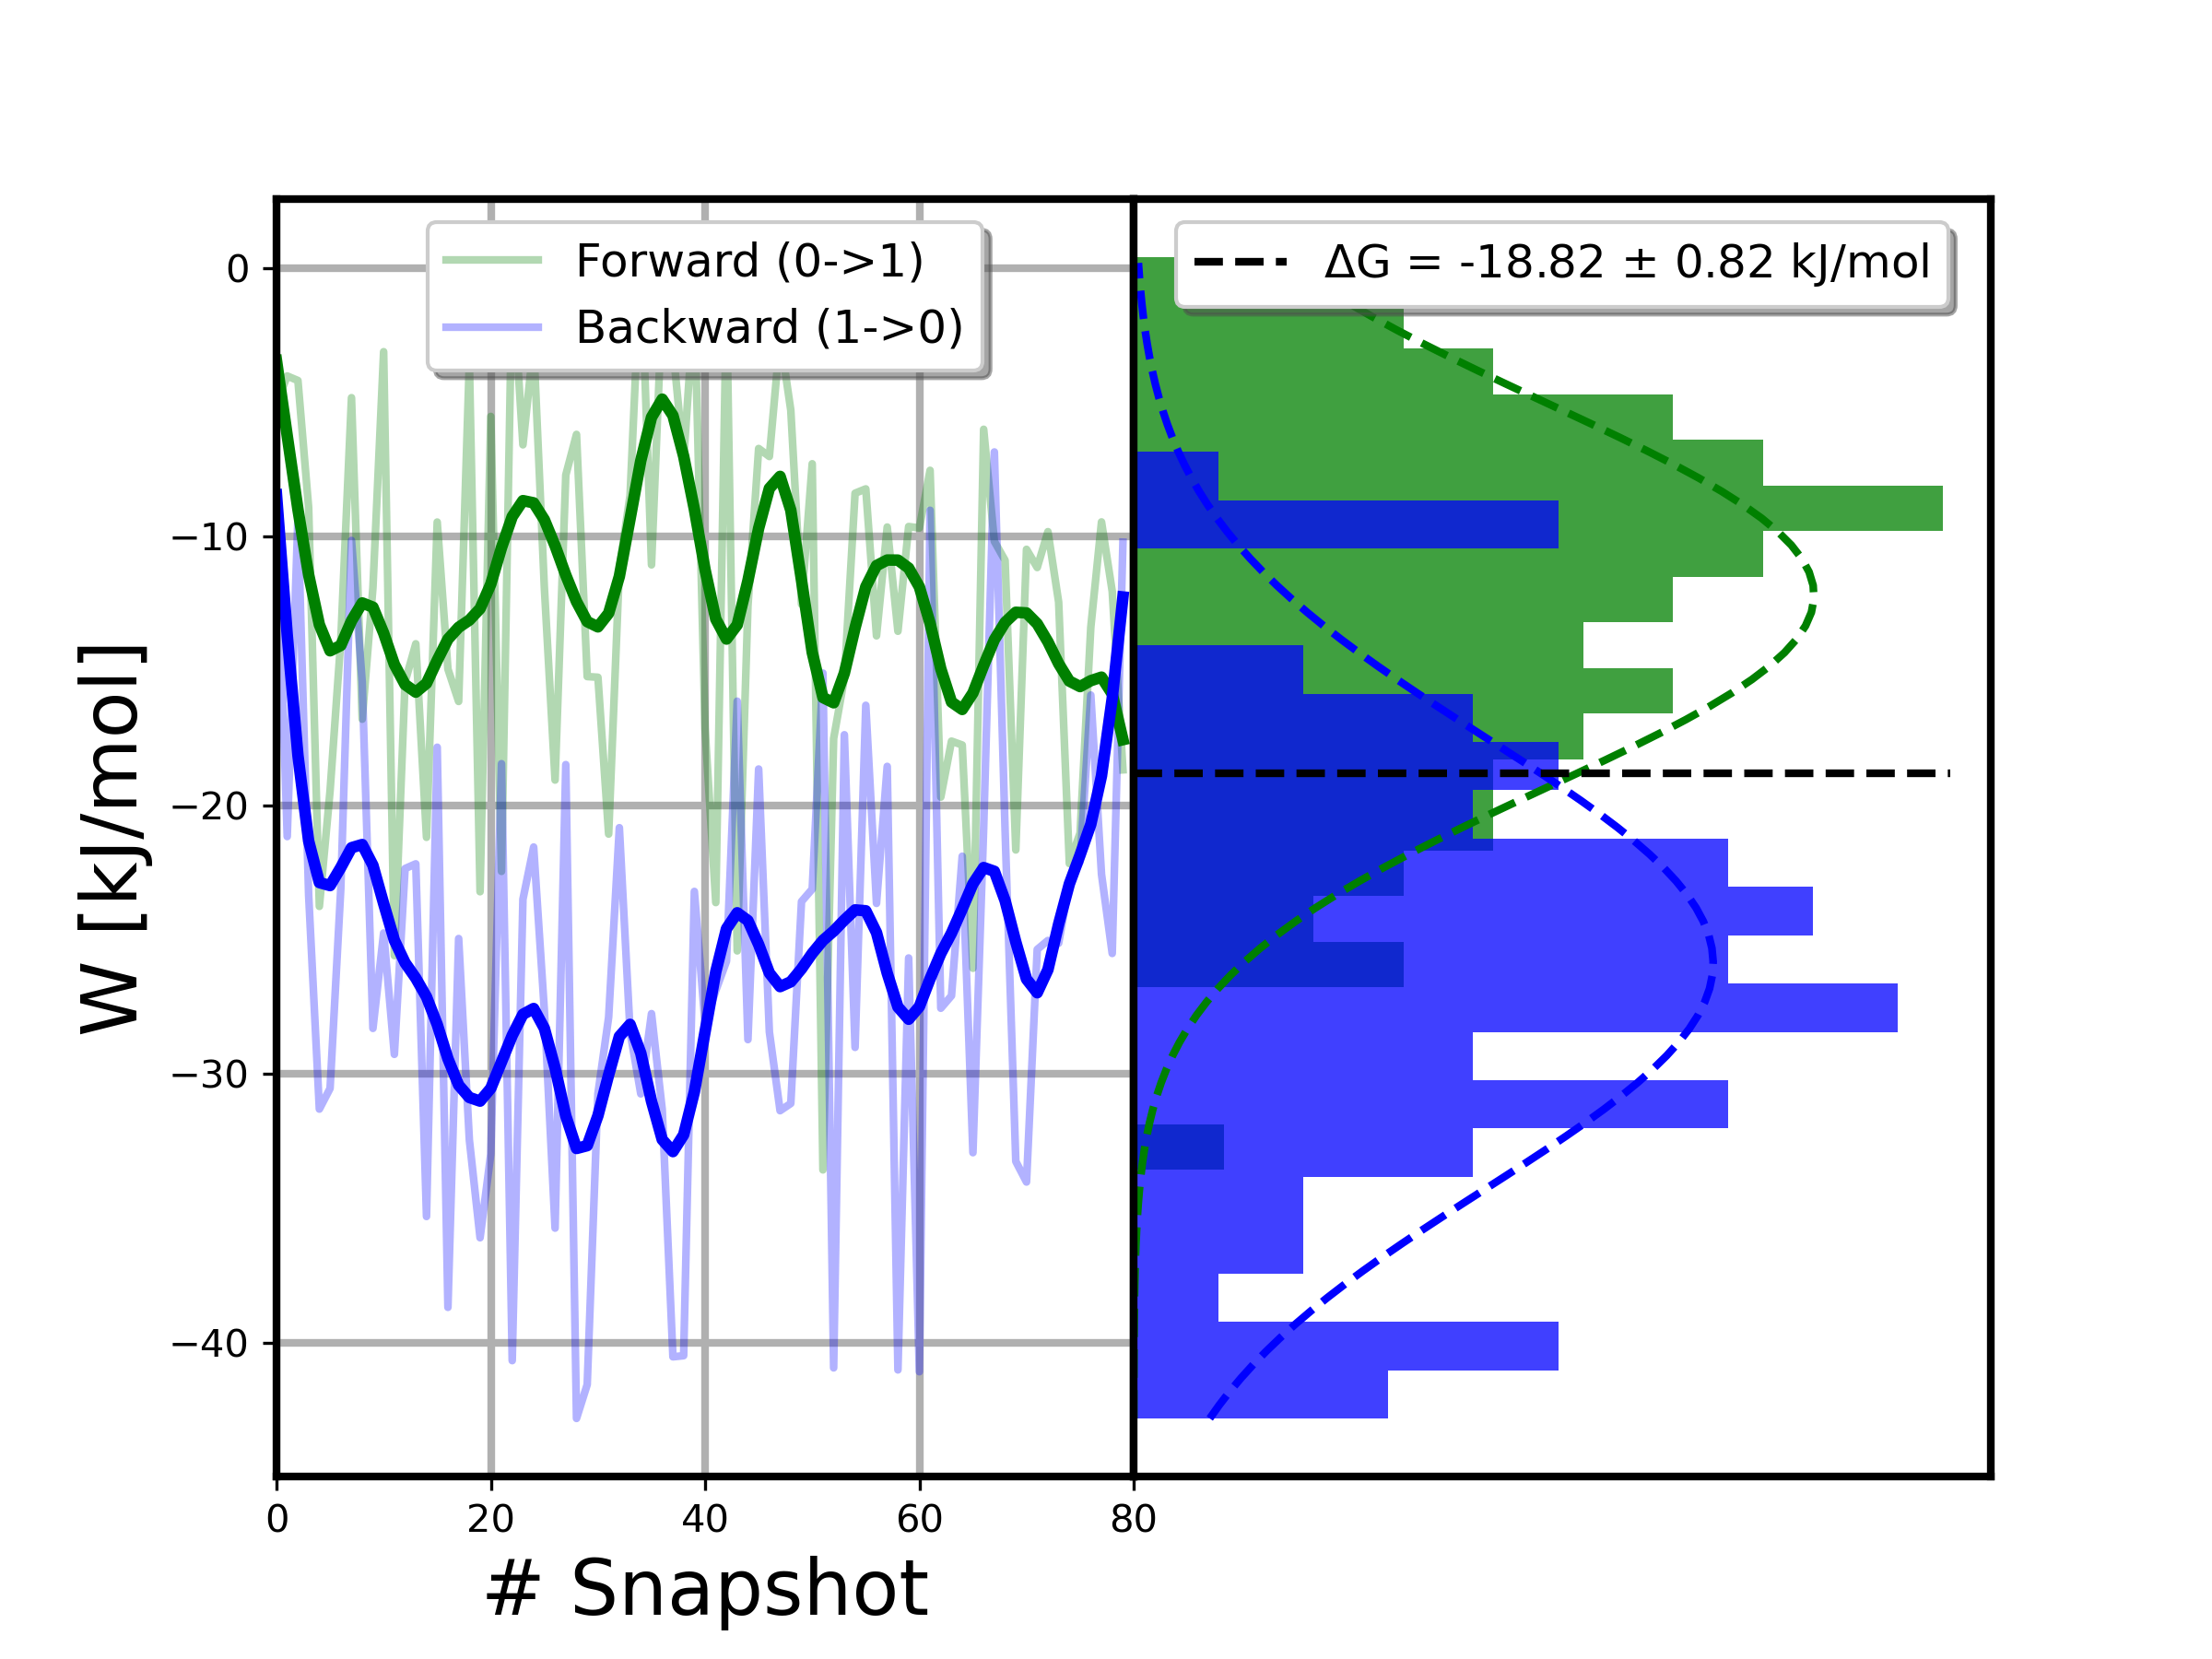 Forward (0->1)
Backward (1->0)
ΔG = -18.82 ± 0.82 kJ/mol
W [kJ/mol]
0
−10
−20
−30
−40
0 20 40 60 80
# Snapshot